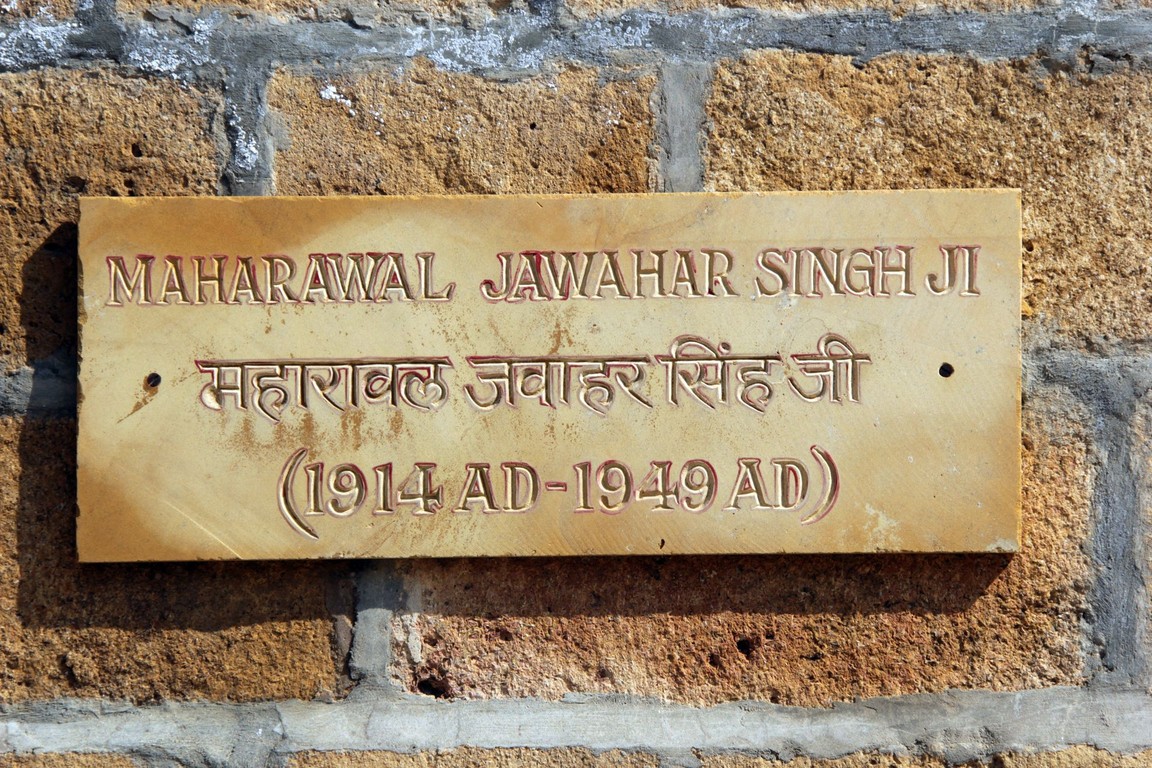 MAHARAWAL JAWAHAR SINGH JI
महारावल जवाहर सिंह जी
(1914 AD-1949 AD)